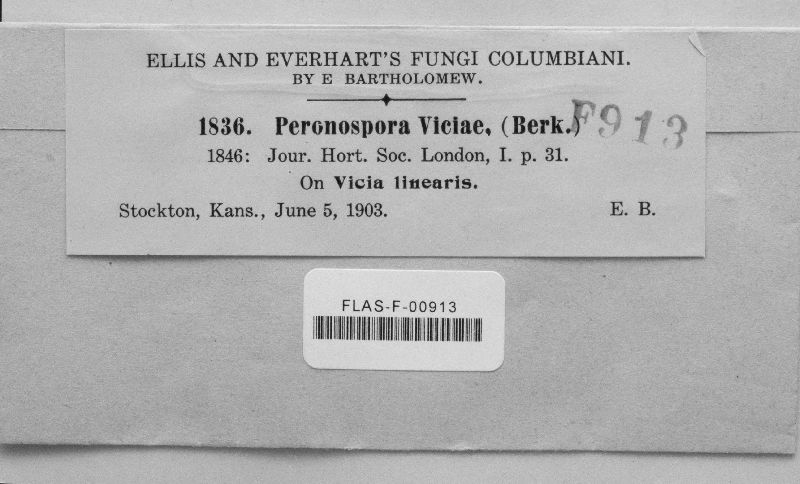 ELLIS AND EVERHART'S FUNGI COLUMBIANI.
BY E BARTHOLOMEW.
1836. Peronospora Viciae, (Berk.)
F913
1846: Jour. Hort. Soc. London, I. p. 31.
On Vicia linearis.
Stockton, Kans., June 5, 1903. E. B.
FLAS-F-00913